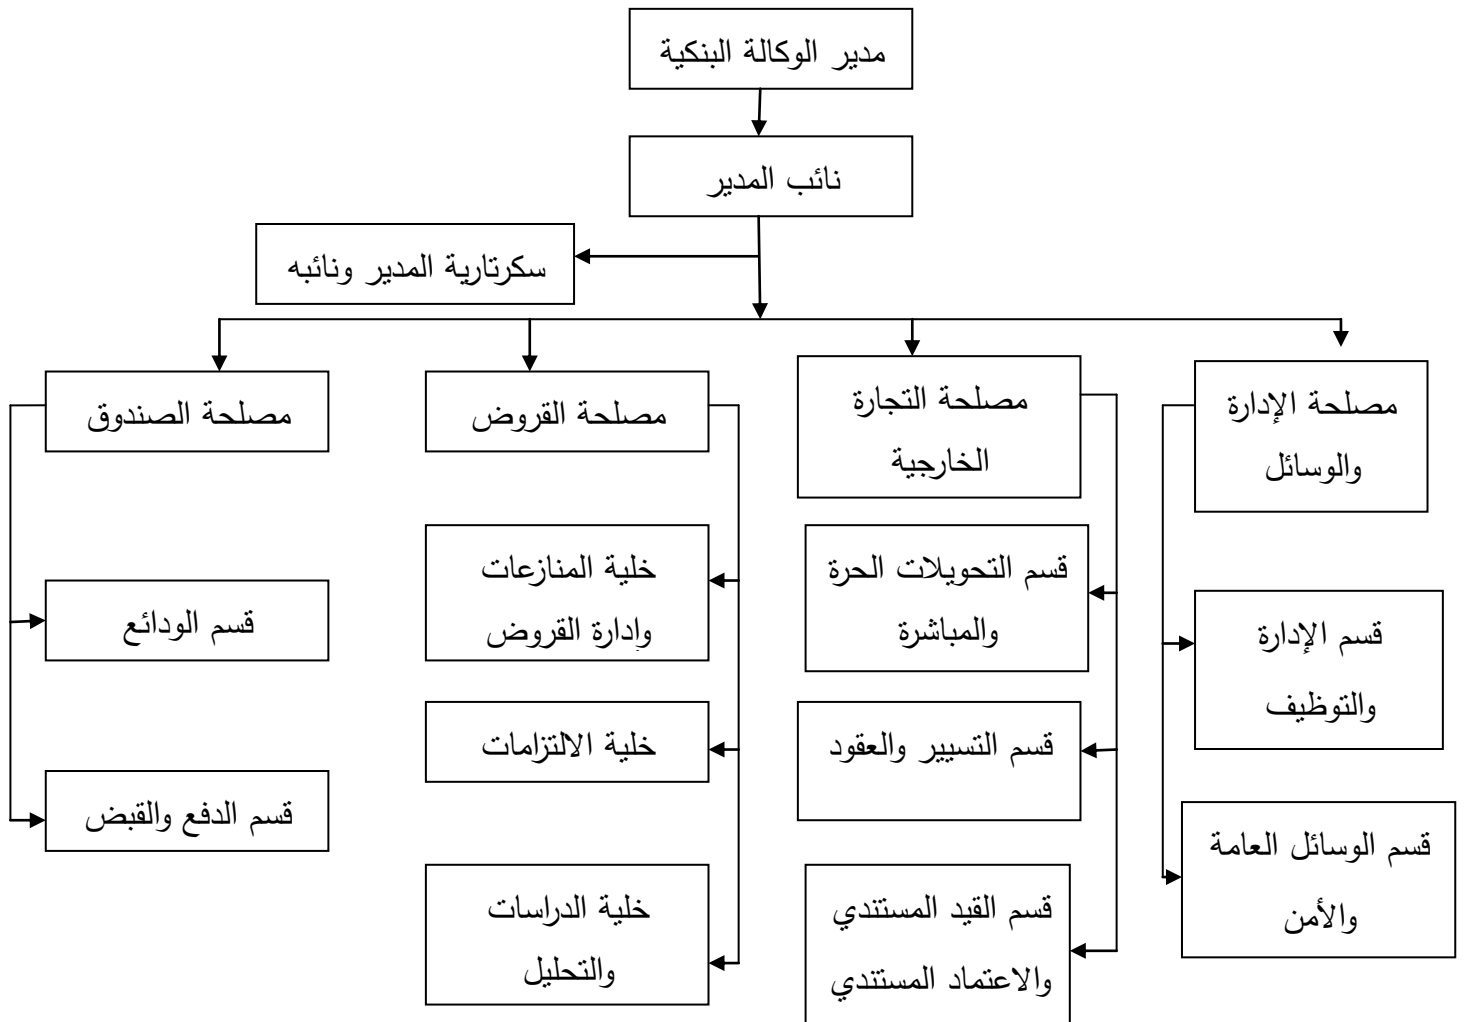 مدير الوكالة البنكية
نائب المدير
سكرتارية المدير ونائبه
مصلحة الإدارة
والوسائل
مصلحة التجارة
الخارجية
مصلحة القروض
مصلحة الصندوق
قسم الإدارة
والتوظيف
قسم الوسائل العامة
والأمن
قسم التحويلات الحرة
والمباشرة
قسم التسيير والعقود
قسم القيد المستندي
والاعتماد المستندي
خلية المنازعات
وإدارة القروض
خلية الالتزامات
خلية الدراسات
والتحليل
قسم الودائع
قسم الدفع والقبض